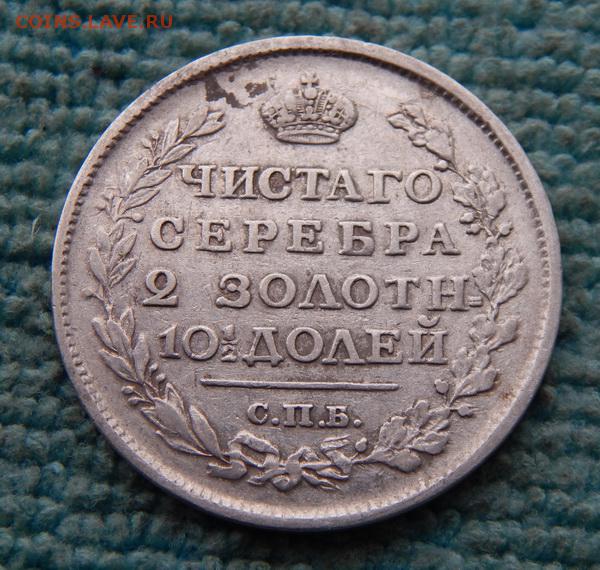 COINS.LAVE.RU
ЧИСТАГО
СЕРЕБРА
2 ЗОЛОТН=
10½ ДОЛЕЙ
С.П.Б.